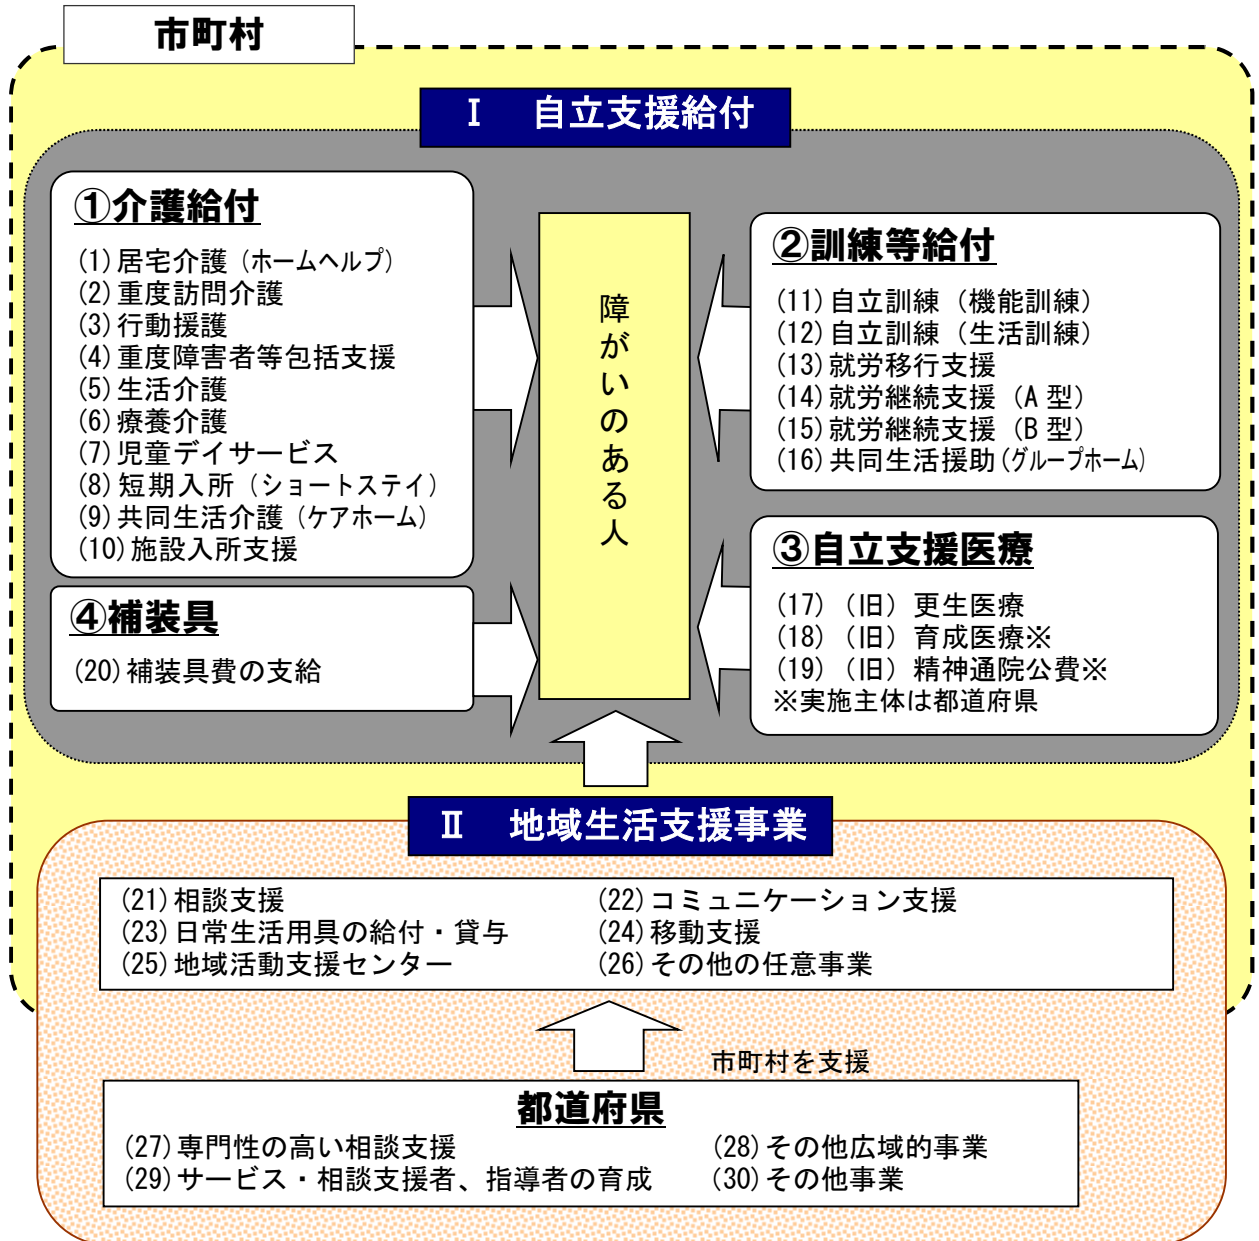 市町村
Ⅰ 自立支援給付
①介護給付
(1)居宅介護(ホームヘルプ)
(2)重度訪問介護
(3)行動援護
(4)重度障害者等包括支援
(5)生活介護
(6)療養介護
(7)児童デイサービス
(8)短期入所(ショートステイ)
(9)共同生活介護(ケアホーム)
(10)施設入所支援
④補装具
(20)補装具費の支給
障がいのある人
②訓練等給付
(11)自立訓練(機能訓練)
(12)自立訓練(生活訓練)
(13)就労移行支援
(14)就労継続支援(A型)
(15)就労継続支援(B型)
(16)共同生活援助(グループホーム)
③自立支援医療
(17)(旧)更生医療
(18)(旧)育成医療※
(19)(旧)精神通院公費※
※実施主体は都道府県
Ⅱ 地域生活支援事業
(21)相談支援 (22)コミュニケーション支援
(23)日常生活用具の給付・貸与 (24)移動支援
(25)地域活動支援センター (26)その他の任意事業
市町村を支援
都道府県
(27)専門性の高い相談支援 (28)その他広域的事業
(29)サービス・相談支援者、指導者の育成 (30)その他事業